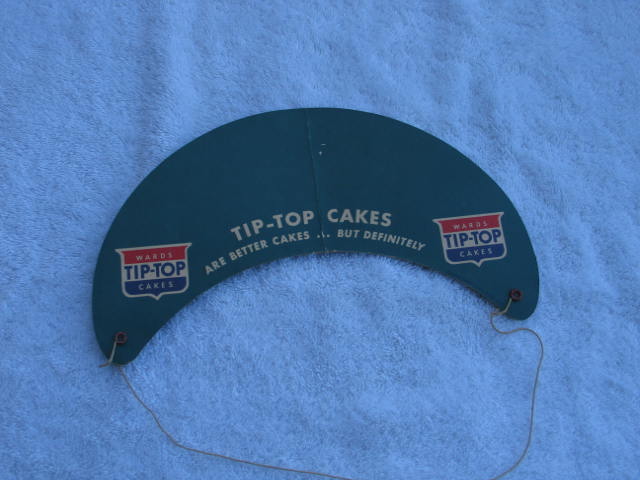 TIP-TOP CAKES
ARE BETTER CAKES ... BUT DEFINITELY
WARDS
TIP-TOP
CAKES
WARDS
TIP-TOP
CAKES